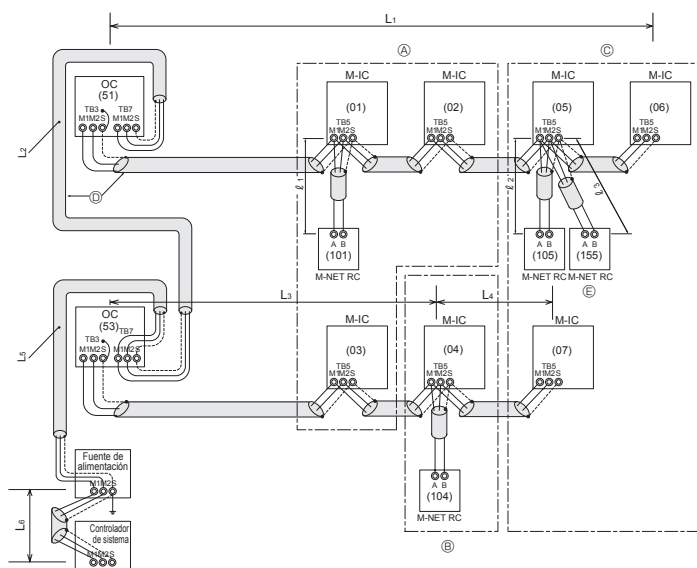 L1
Ⓐ
Ⓒ
OC
(51)
TB3
TB7
M1M2S
M1M2S
M-IC
(01)
TB5
M1M2S
M-IC
(02)
TB5
M1M2S
M-IC
(05)
TB5
M1M2S
M-IC
(06)
TB5
M1M2S
L2
Ⓓ
ℓ1
ℓ2
ℓ3
A B
(101)
M-NET RC
A B
(105)
M-NET RC
A B
(155)
M-NET RC
Ⓔ
L3
L4
OC
(53)
TB3
TB7
M1M2S
M1M2S
M-IC
(03)
TB5
M1M2S
M-IC
(04)
TB5
M1M2S
M-IC
(07)
TB5
M1M2S
L5
Fuente de
alimentación
M1M2S
A B
(104)
M-NET RC
Ⓑ
L6
Controlador
de sistema
M1M2S